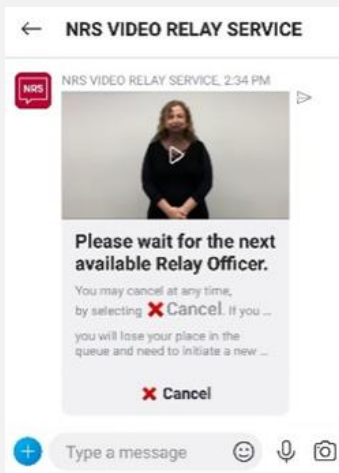 NRS VIDEO RELAY SERVICE
NRS
NRS VIDEO RELAY SERVICE, 2:34 PM
Please wait for the next
available Relay Officer.
You may cancel at any time,
by selecting ❌Cancel. If you ...
you will lose your place in the
queue and need to initiate a new ...
❌ Cancel
Type a message